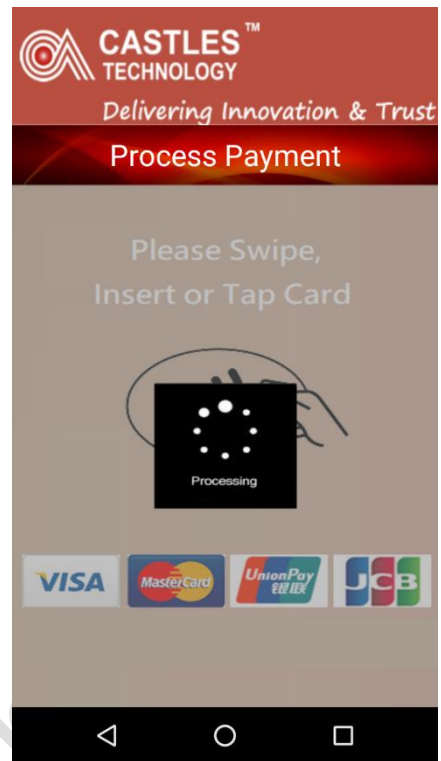 CASTLES™
TECHNOLOGY
Delivering Innovation & Trust
Process Payment
Please Swipe,
Insert or Tap Card
Processing
VISA MasterCard UnionPay JCB
银联